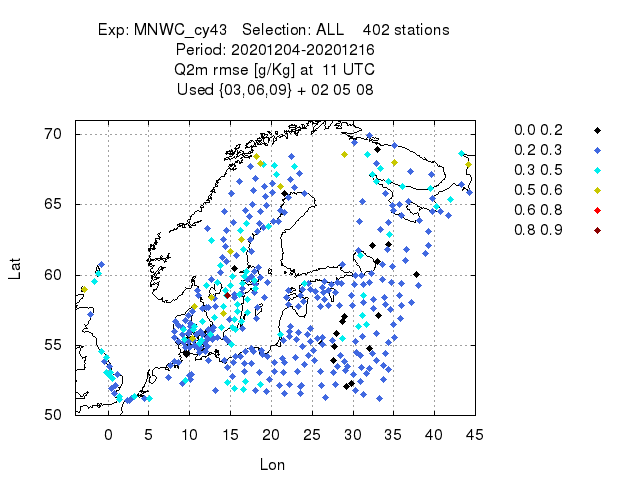 Exp: MNWC_cy43   Selection: ALL    402 stations
Period: 20201204-20201216
Q2m rmse [g/Kg] at  11 UTC
Used {03,06,09} + 02 05 08
70
65
60
55
50
Lat
0 5 10 15 20 25 30 35 40 45
Lon
0.0 0.2
0.2 0.3
0.3 0.5
0.5 0.6
0.6 0.8
0.8 0.9